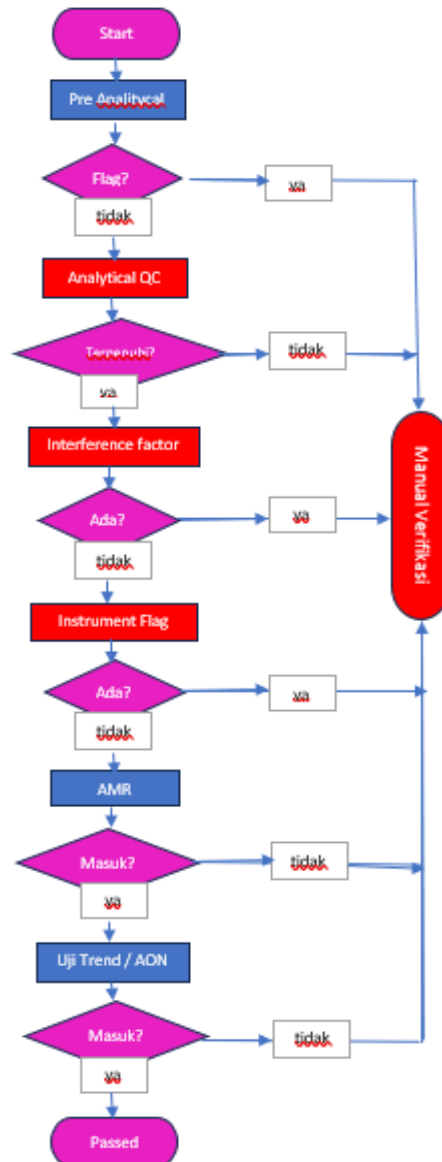 Start
Pre Analitycal
Flag?
ya
tidak
Analytical QC
Terpenuhi?
tidak
ya
Interference factor
Manual Verifikasi
Ada?
ya
tidak
Instrument Flag
Ada?
ya
tidak
AMR
Masuk?
tidak
ya
Uji Trend / AON
Masuk?
tidak
ya
Passed